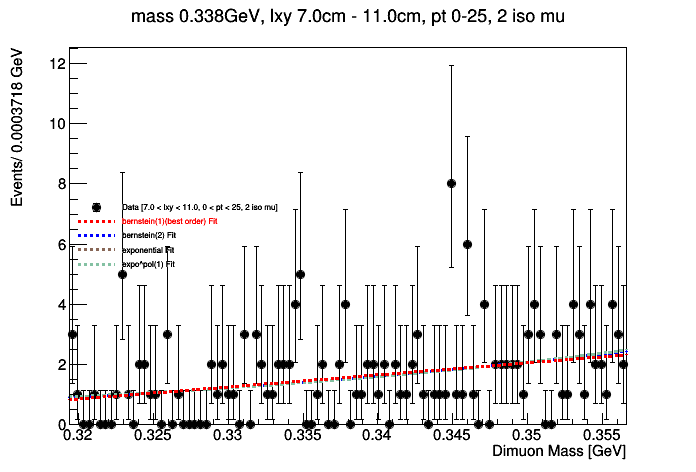 mass 0.338GeV, lxy 7.0cm - 11.0cm, pt 0-25, 2 iso mu
Events/ 0.0003718 GeV
12
10
8
6
4
2
0
Data [7.0 < lxy < 11.0, 0 < pt < 25, 2 iso mu]
bernstein(1)(best order) Fit
bernstein(2) Fit
exponential Fit
expo*pol(1) Fit
0.32 0.325 0.33 0.335 0.34 0.345 0.35 0.355
Dimuon Mass [GeV]